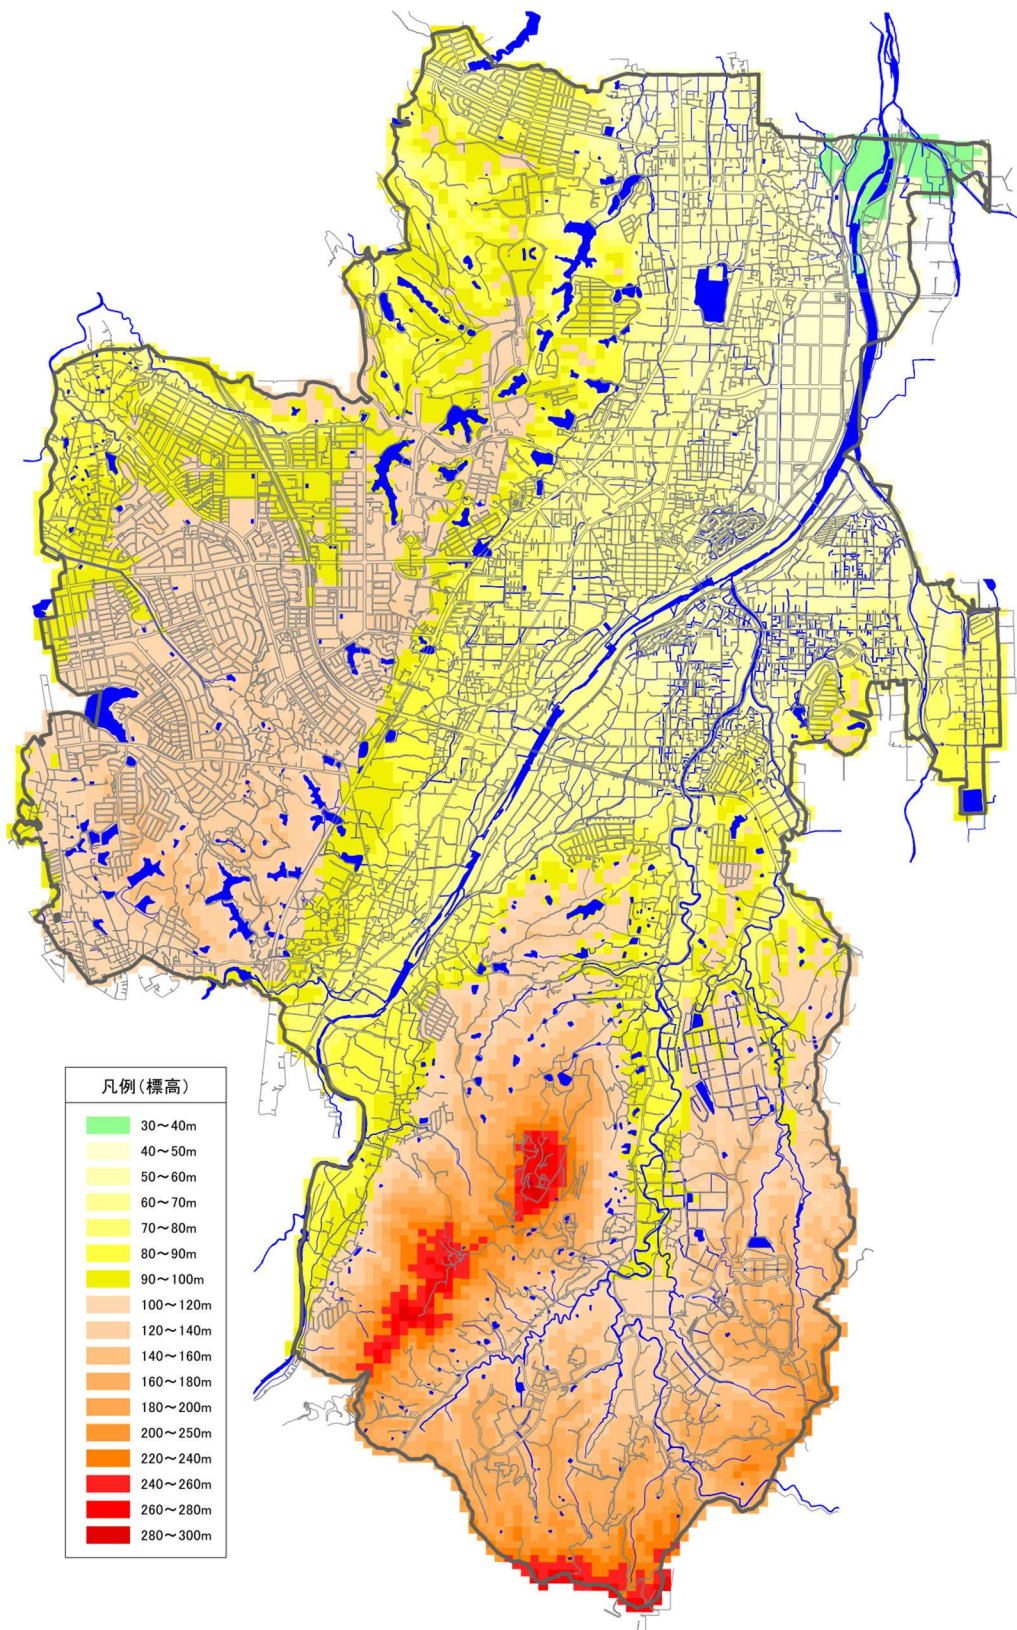 凡例(標高)
30～40m
40～50m
50～60m
60～70m
70～80m
80～90m
90～100m
100～120m
120～140m
140～160m
160～180m
180～200m
200～250m
220～240m
240～260m
260～280m
280～300m